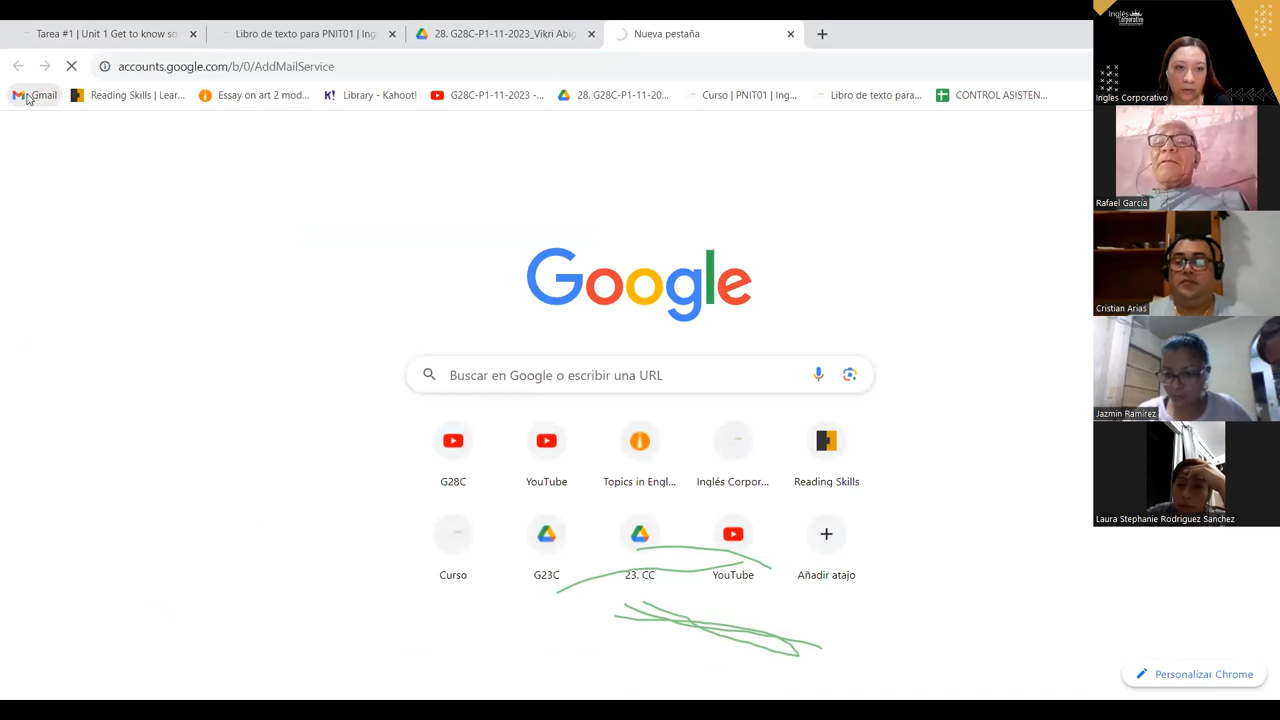 Tarea #1 | Unit 1 Get to know so
Libro de texto para PNIT01 | Ing
28. G28C-P1-11-2023_Vikri Abig
Nueva pestaña
accounts.google.com/b/0/AddMailService
Gmail
Reading Skills | Lear...
Essay on art 2 mod...
Library - Kahoot!
G28C-P1-11-2023 -...
28. G28C-P1-11-20...
Curso | PNIT01 | Ing...
Libro de texto para...
CONTROL ASISTEN...
Google
Buscar en Google o escribir una URL
G28C
YouTube
Topics in Engl...
Inglés Corpor...
Reading Skills
Curso
G23C
23. CC
YouTube
Añadir atajo
Personalizar Chrome
Inglés
Corporativo
Ingles Corporativo
Rafael García
Cristian Arias
Jazmin Ramírez
Laura Stephanie Rodriguez Sanchez